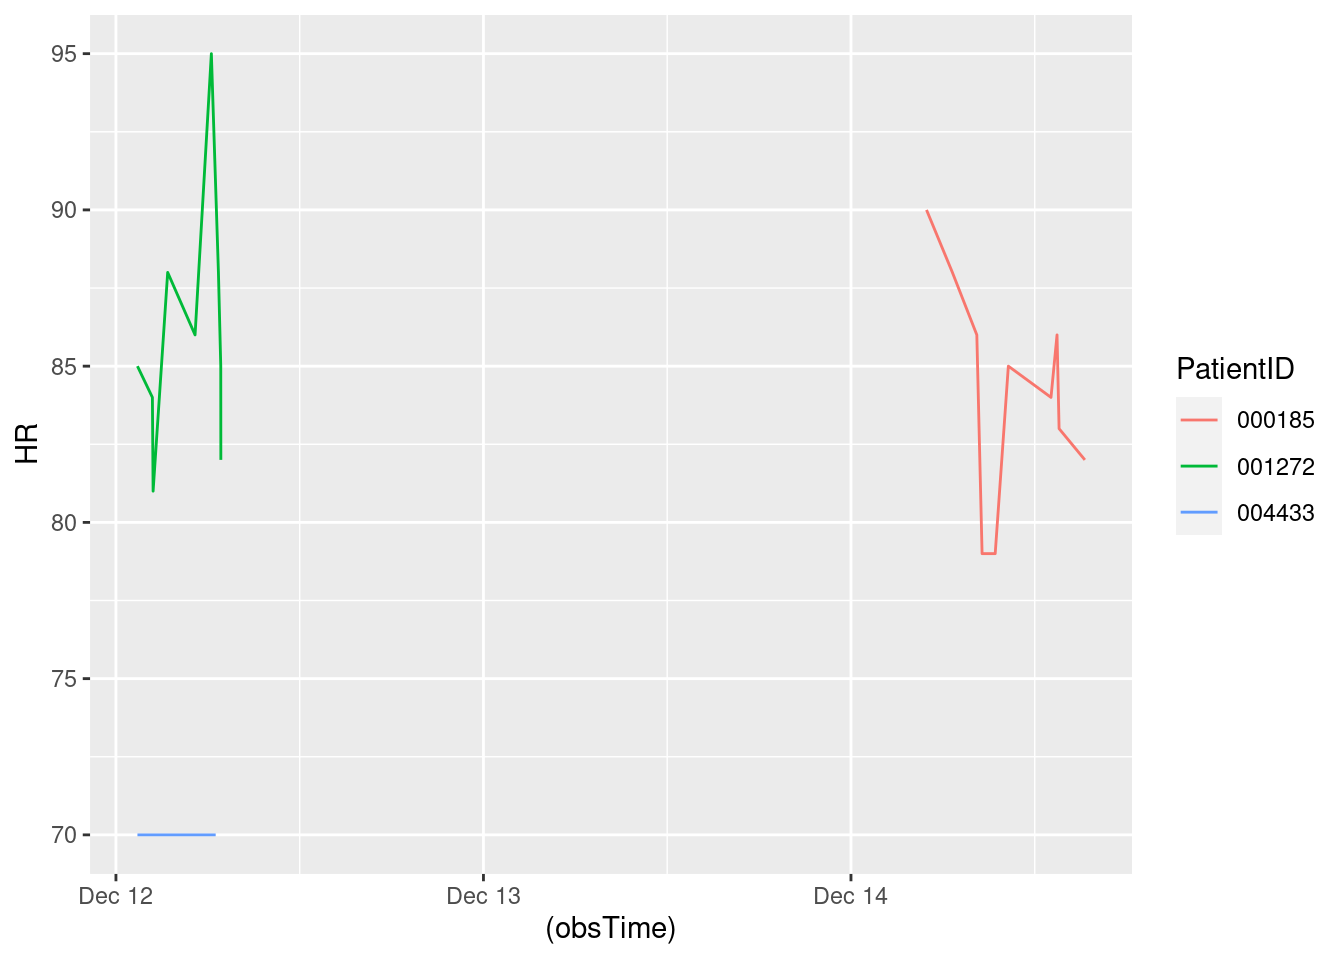 95
90
85
80
75
70
HR
Dec 12
Dec 13
Dec 14
(obsTime)
PatientID
000185
001272
004433